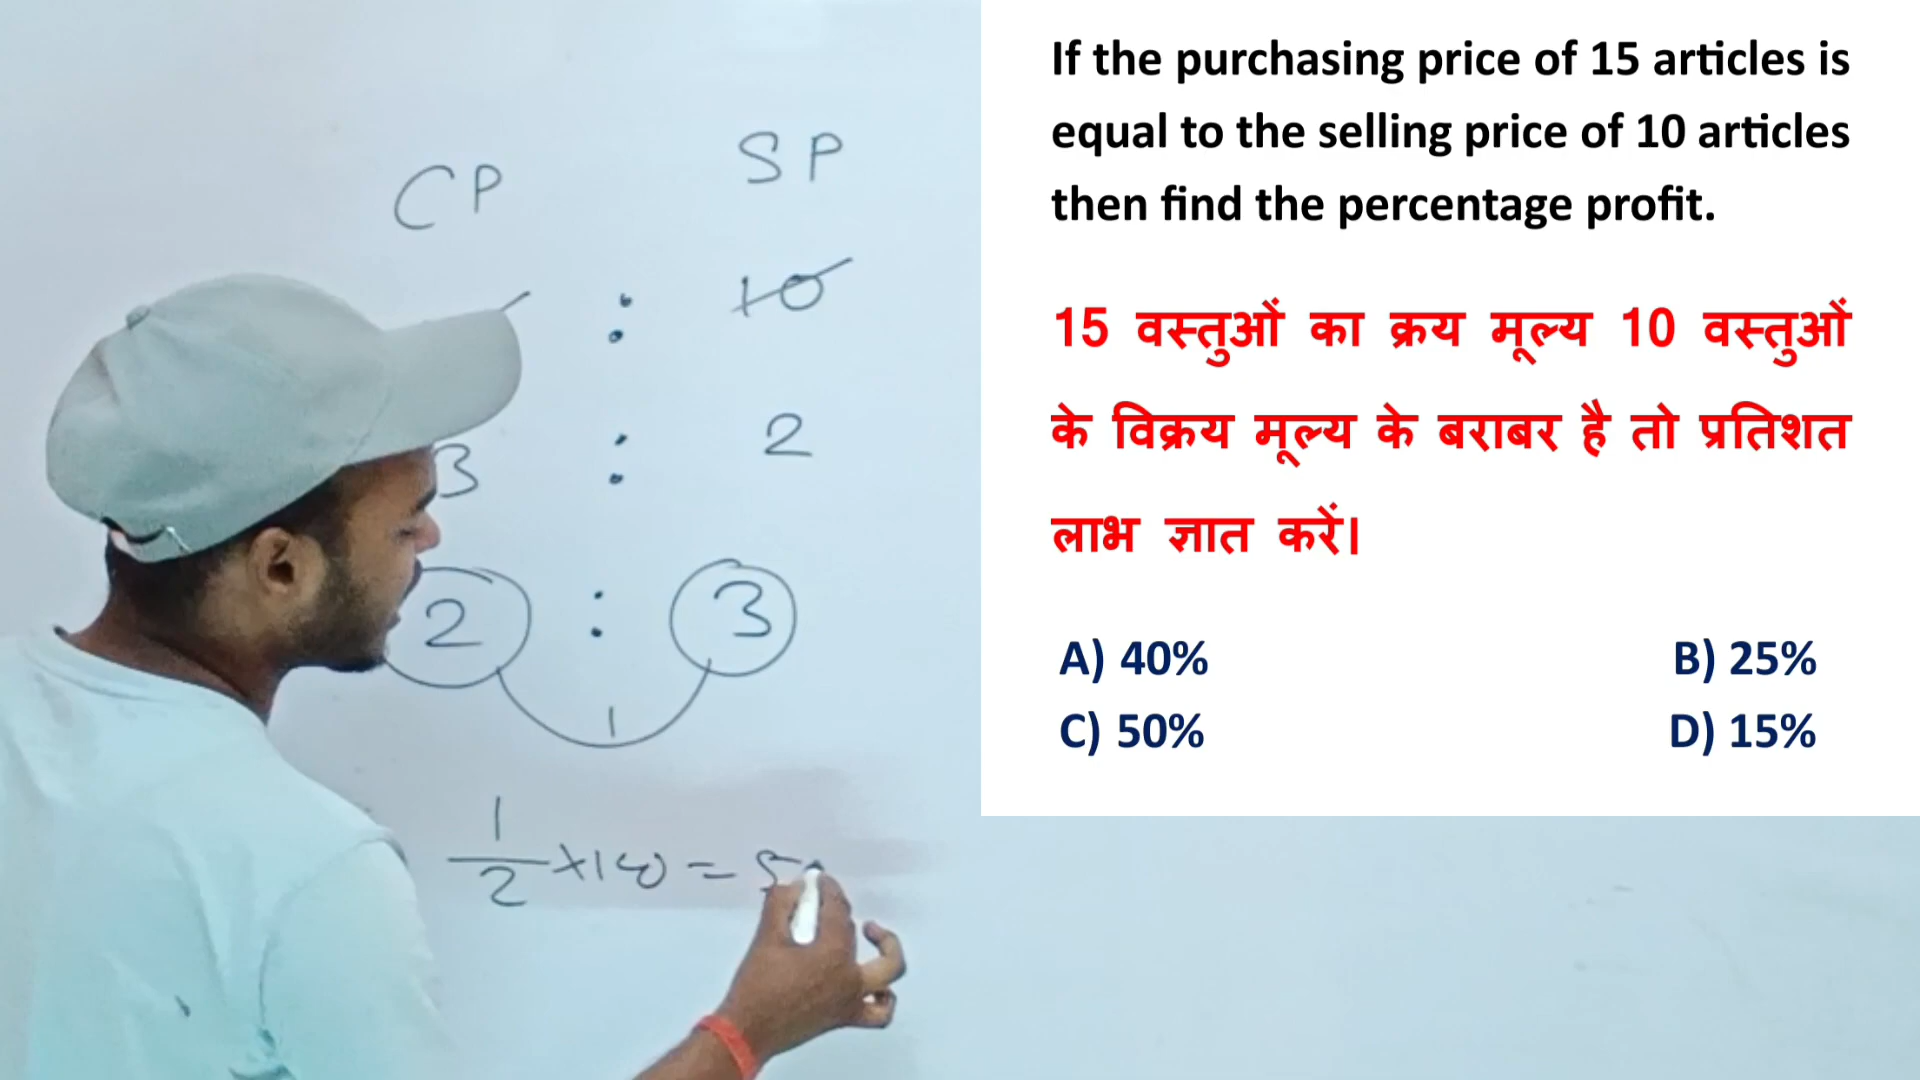 CP SP
: 10
3 : 2
2 : 3
1
1/2 × 100 = 5
If the purchasing price of 15 articles is
equal to the selling price of 10 articles
then find the percentage profit.
15 वस्तुओं का क्रय मूल्य 10 वस्तुओं
के विक्रय मूल्य के बराबर है तो प्रतिशत
लाभ ज्ञात करें।
A) 40% B) 25%
C) 50% D) 15%